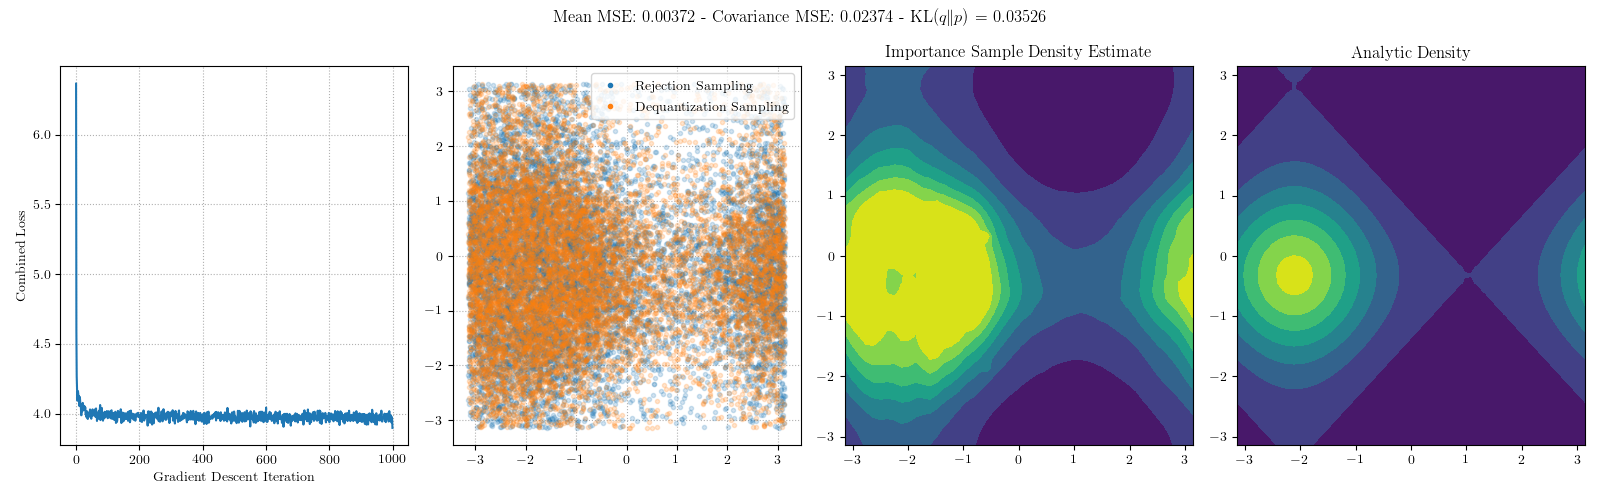 Mean MSE: 0.00372 - Covariance MSE: 0.02374 - KL(q∥p) = 0.03526
Combined Loss
6.0
5.5
5.0
4.5
4.0
0 200 400 600 800 1000
Gradient Descent Iteration
Rejection Sampling
Dequantization Sampling
3
2
1
0
−1
−2
−3
−3 −2 −1 0 1 2 3
Importance Sample Density Estimate
3
2
1
0
−1
−2
−3
−3 −2 −1 0 1 2 3
Analytic Density
3
2
1
0
−1
−2
−3
−3 −2 −1 0 1 2 3